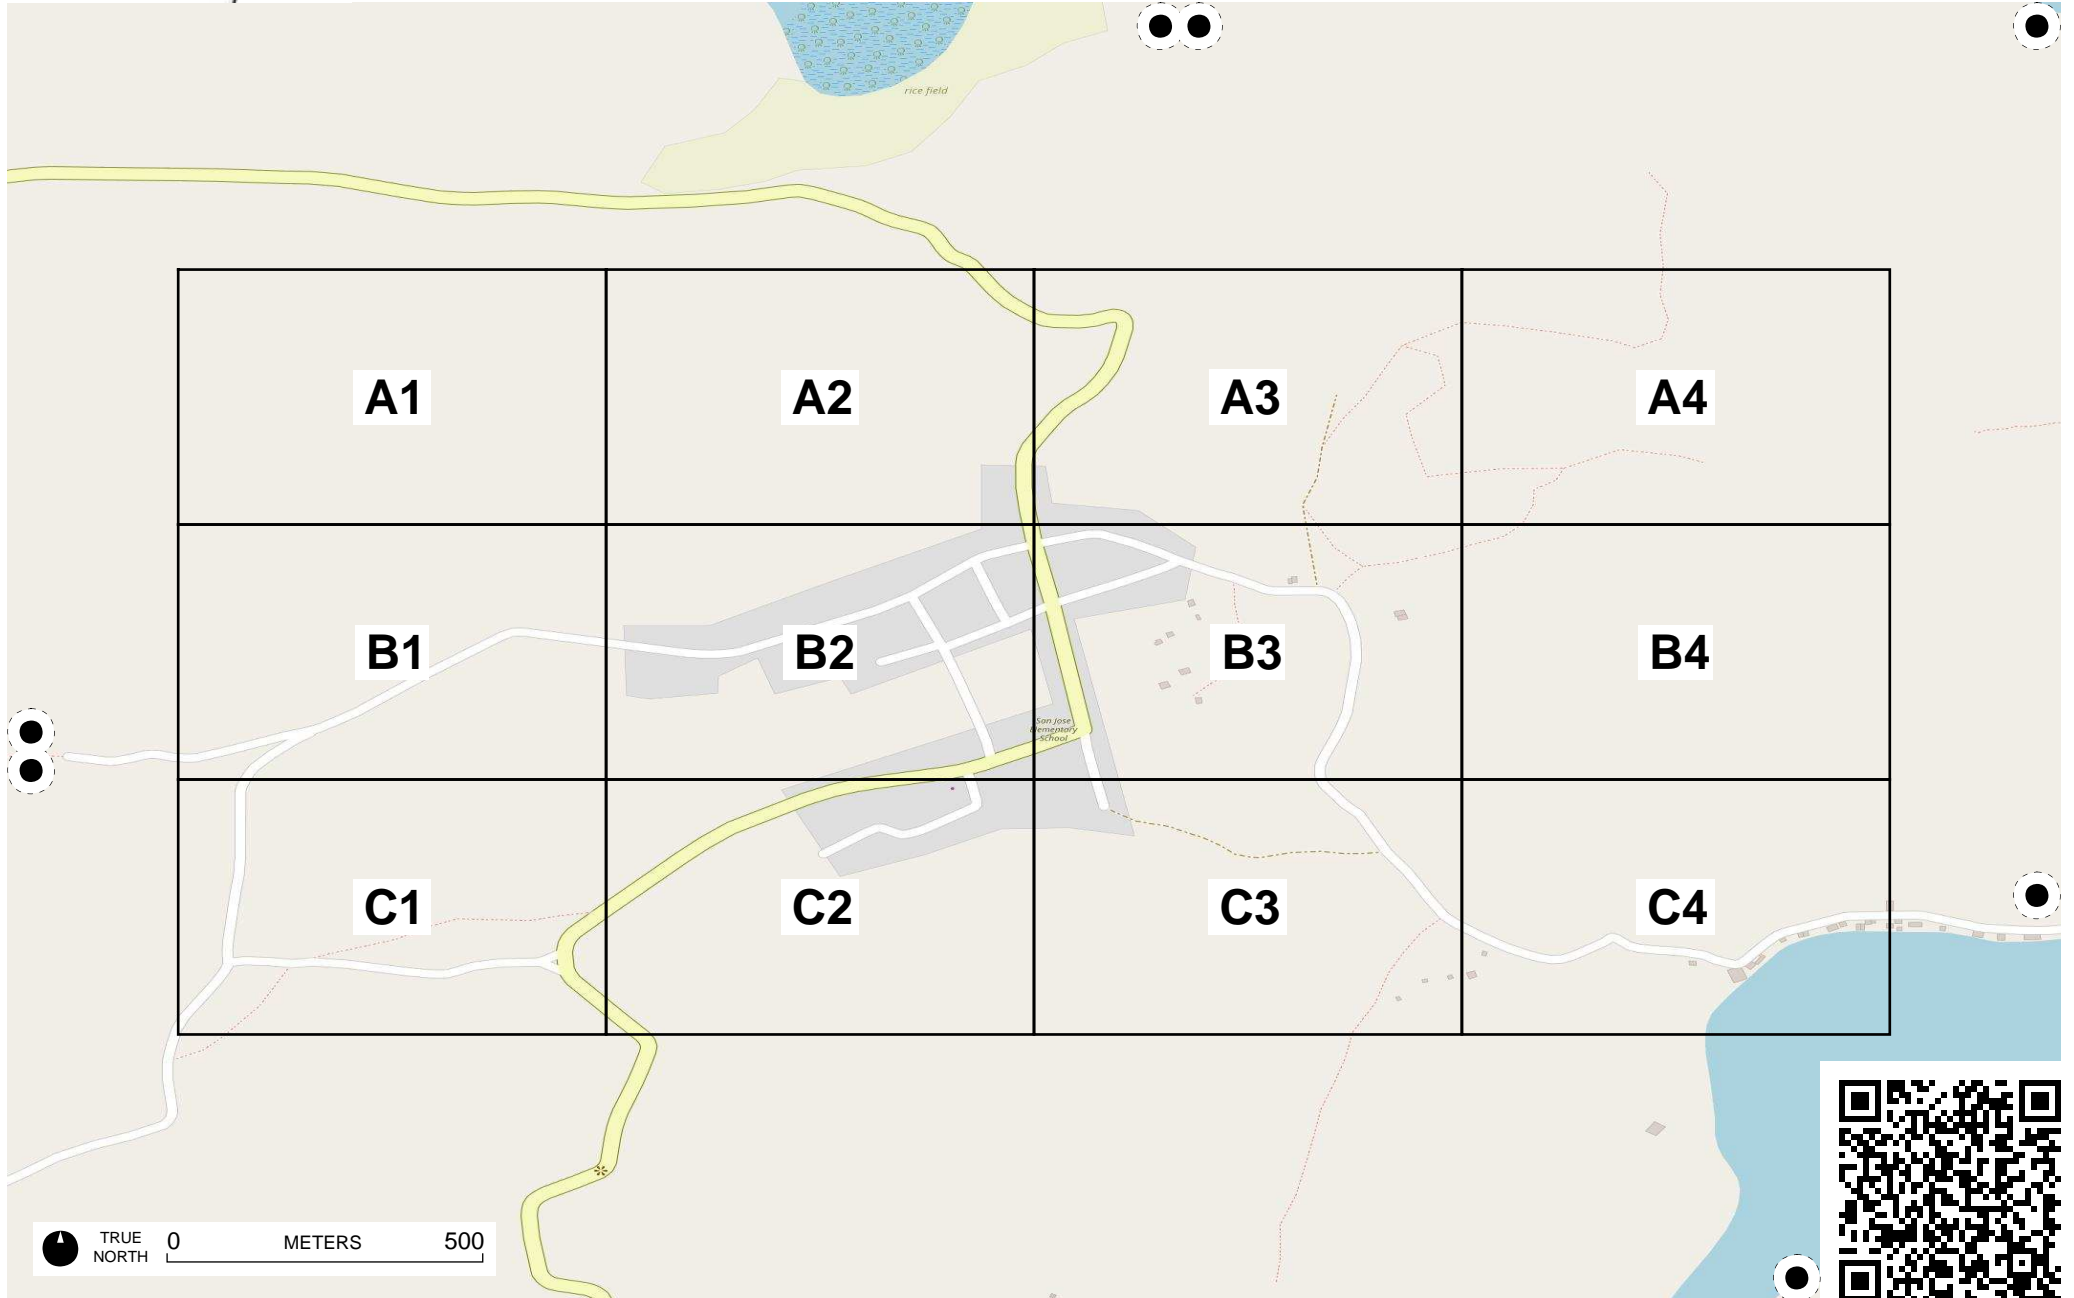 rice field
A1
A2
A3
A4
B1
B2
B3
B4
San Jose
Elementary
School
C1
C2
C3
C4
TRUE
NORTH
0
METERS
500